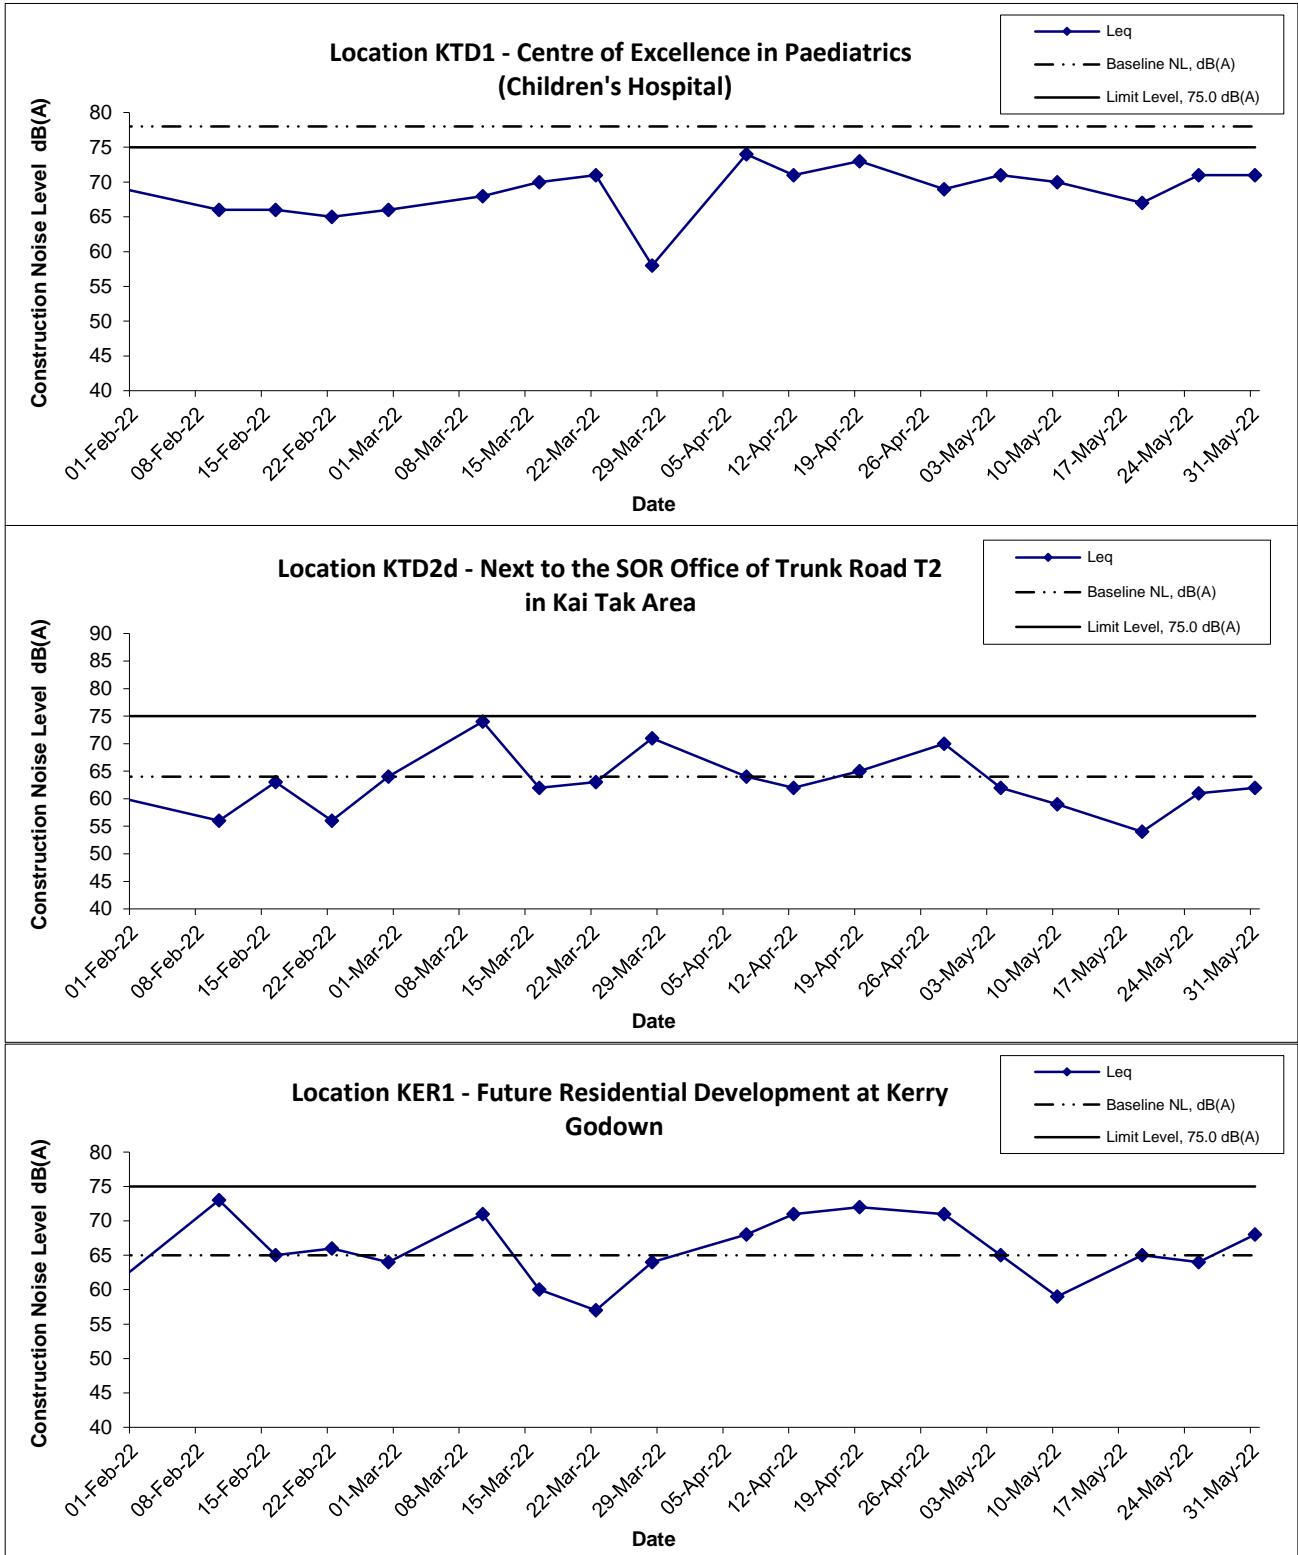 Location KTD1 - Centre of Excellence in Paediatrics
(Children's Hospital)
Leq
Baseline NL, dB(A)
Limit Level, 75.0 dB(A)
Construction Noise Level dB(A)
80
75
70
65
60
55
50
45
40
01-Feb-22
08-Feb-22
15-Feb-22
22-Feb-22
01-Mar-22
08-Mar-22
15-Mar-22
22-Mar-22
29-Mar-22
05-Apr-22
12-Apr-22
19-Apr-22
26-Apr-22
03-May-22
10-May-22
17-May-22
24-May-22
31-May-22
Date
Location KTD2d - Next to the SOR Office of Trunk Road T2
in Kai Tak Area
Leq
Baseline NL, dB(A)
Limit Level, 75.0 dB(A)
Construction Noise Level dB(A)
90
85
80
75
70
65
60
55
50
45
40
01-Feb-22
08-Feb-22
15-Feb-22
22-Feb-22
01-Mar-22
08-Mar-22
15-Mar-22
22-Mar-22
29-Mar-22
05-Apr-22
12-Apr-22
19-Apr-22
26-Apr-22
03-May-22
10-May-22
17-May-22
24-May-22
31-May-22
Date
Location KER1 - Future Residential Development at Kerry
Godown
Leq
Baseline NL, dB(A)
Limit Level, 75.0 dB(A)
Construction Noise Level dB(A)
80
75
70
65
60
55
50
45
40
01-Feb-22
08-Feb-22
15-Feb-22
22-Feb-22
01-Mar-22
08-Mar-22
15-Mar-22
22-Mar-22
29-Mar-22
05-Apr-22
12-Apr-22
19-Apr-22
26-Apr-22
03-May-22
10-May-22
17-May-22
24-May-22
31-May-22
Date